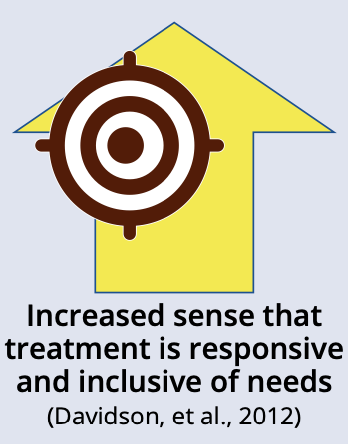 Increased sense that
treatment is responsive
and inclusive of needs
(Davidson, et al., 2012)